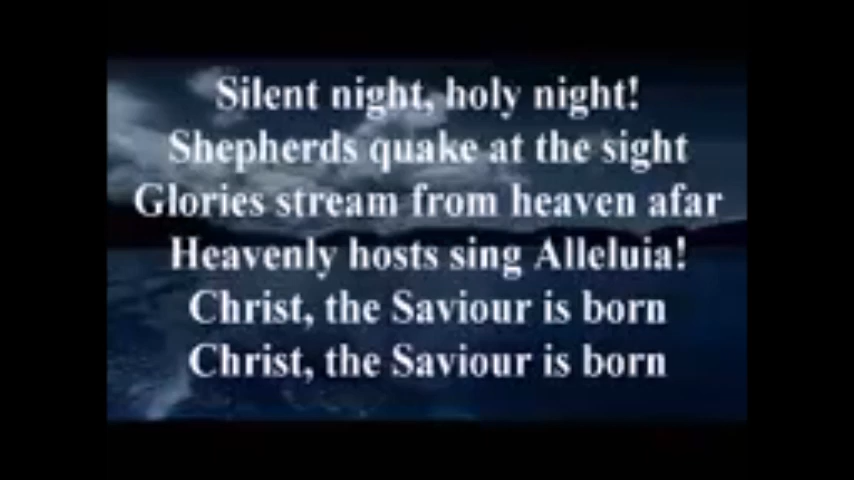 Silent night, holy night!
Shepherds quake at the sight
Glories stream from heaven afar
Heavenly hosts sing Alleluia!
Christ, the Saviour is born
Christ, the Saviour is born